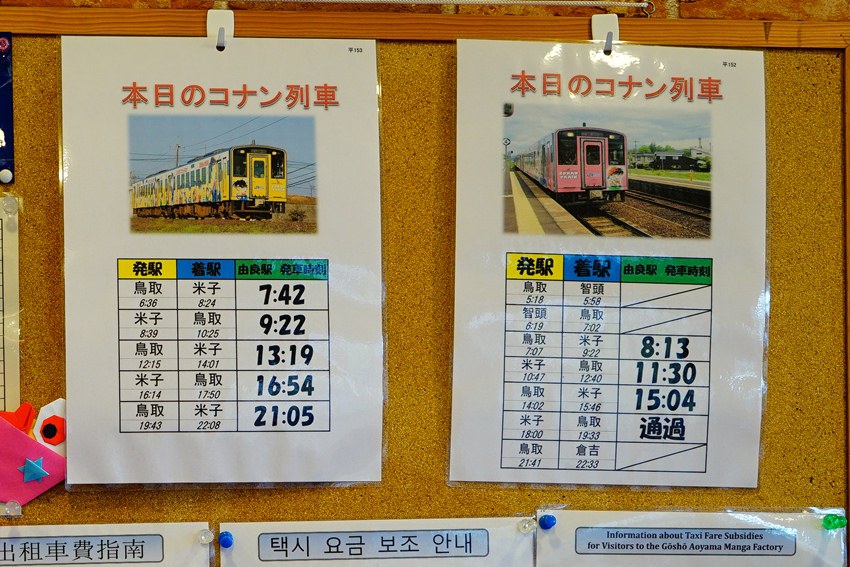 平153
本日のコナン列車
発駅 着駅 由良駅 発車時刻
鳥取 米子 7:42
6:36 8:24
米子 鳥取 9:22
8:39 10:25
鳥取 米子 13:19
12:15 14:01
米子 鳥取 16:54
16:14 17:50
鳥取 米子 21:05
19:43 22:08
平152
本日のコナン列車
発駅 着駅 由良駅 発車時刻
鳥取 智頭
5:18 5:58
智頭 鳥取
6:19 7:02
鳥取 米子 8:13
7:07 9:22
米子 鳥取 11:30
10:47 12:40
鳥取 米子 15:04
14:02 15:46
米子 鳥取 通過
18:00 19:33
鳥取 倉吉
21:41 22:33
出租車費指南
택시 요금 보조 안내
Information about Taxi Fare Subsidies
for Visitors to the Gōshō Aoyama Manga Factory